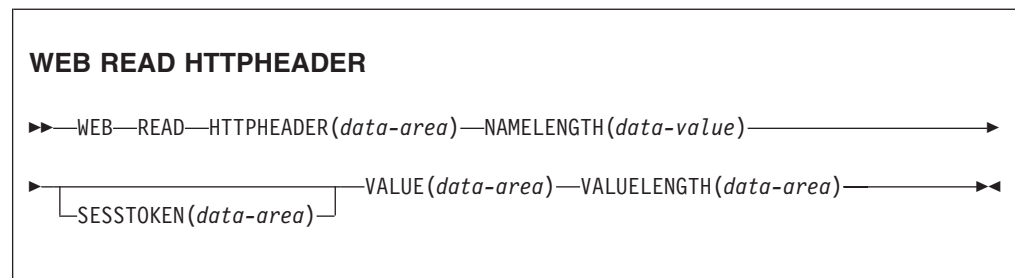 WEB READ HTTPHEADER
WEB READ HTTPHEADER(data-area) NAMELENGTH(data-value)
VALUE(data-area) VALUELENGTH(data-area)
SESSTOKEN(data-area)